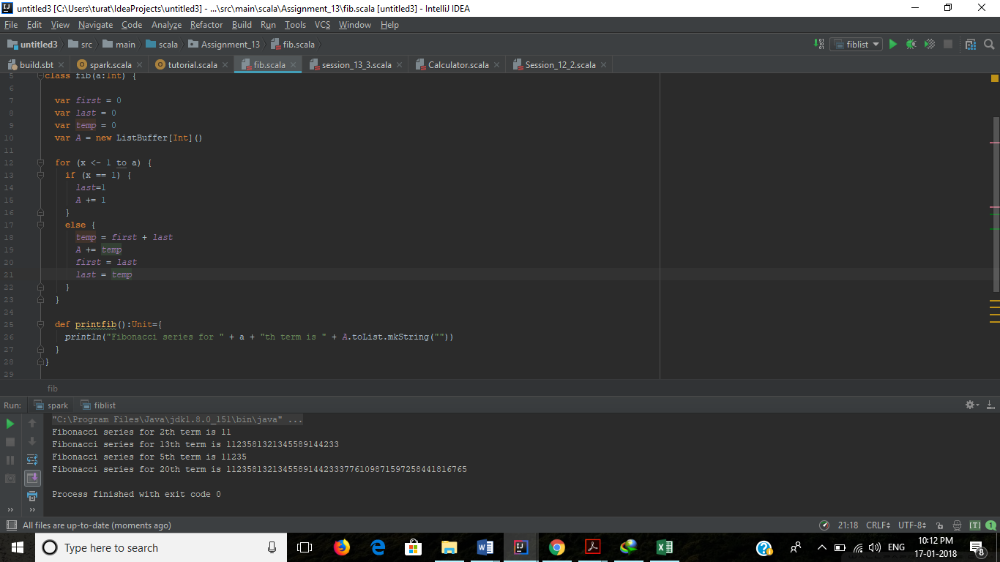 untitled3 [C:\Users\turat\IdeaProjects\untitled3] - ...\src\main\scala\Assignment_13\fib.scala [untitled3] - IntelliJ IDEA
File Edit View Navigate Code Analyze Refactor Build Run Tools VCS Window Help
untitled3 src main scala Assignment_13 fib.scala fiblist
build.sbt spark.scala tutorial.scala fib.scala session_13_3.scala Calculator.scala Session_12_2.scala
5 class fib(a:Int) {
6
7 var first = 0
8 var last = 0
9 var temp = 0
10 var A = new ListBuffer[Int]()
11
12 for (x <- 1 to a) {
13 if (x == 1) {
14 last=1
15 A += 1
16 }
17 else {
18 temp = first + last
19 A += temp
20 first = last
21 last = temp
22 }
23 }
24
25 def printfib():Unit={
26 println("Fibonacci series for " + a + "th term is " + A.toList.mkString(""))
27 }
28 }
29
fib
Run: spark fiblist
"C:\Program Files\Java\jdk1.8.0_151\bin\java" ...
Fibonacci series for 2th term is 11
Fibonacci series for 13th term is 1123581321345589144233
Fibonacci series for 5th term is 11235
Fibonacci series for 20th term is 1123581321345589144233377610987159725844181​6765
Process finished with exit code 0
All files are up-to-date (moments ago) 21:18 CRLF UTF-8 [T] 1
Type here to search ENG 10:12 PM
17-01-2018 8